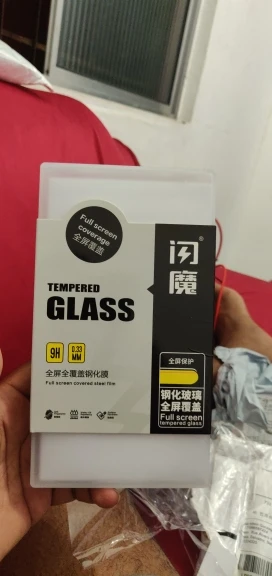 Full screen
coverage
全屏覆盖
闪
魔
®
TEMPERED
GLASS
9H
0.33
MM
全屏全覆盖钢化膜
Full screen covered steel film
全屏保护
钢化玻璃
全屏覆盖
Full screen
tempered glass